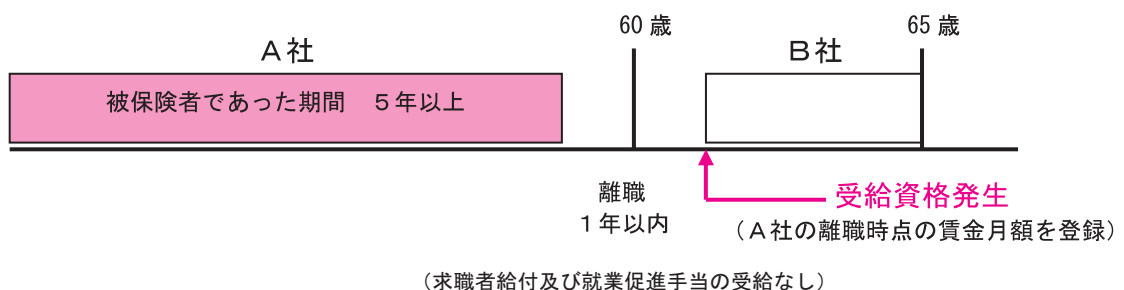 60歳
65歳
A社
B社
被保険者であった期間 5年以上
離職
1年以内
受給資格発生
(A社の離職時点の賃金月額を登録)
(求職者給付及び就業促進手当の受給なし)